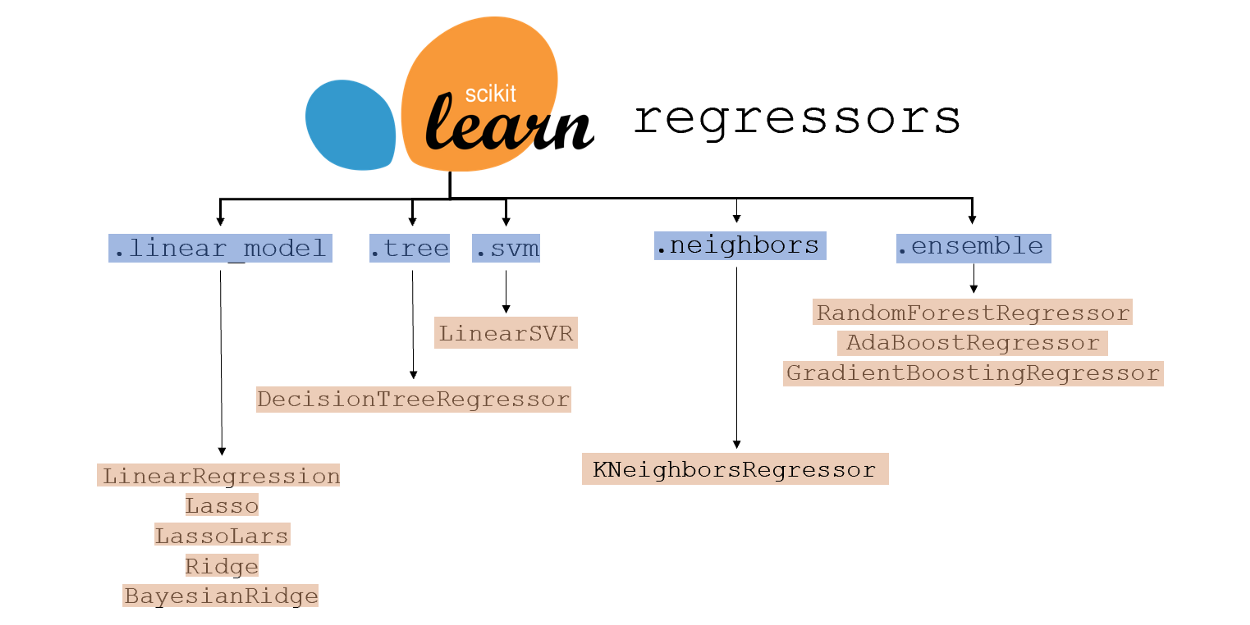 scikit
learn
regressors
.linear_model
.tree
.svm
.neighbors
.ensemble
RandomForestRegressor
AdaBoostRegressor
GradientBoostingRegressor
LinearSVR
DecisionTreeRegressor
KNeighborsRegressor
LinearRegression
Lasso
LassoLars
Ridge
BayesianRidge